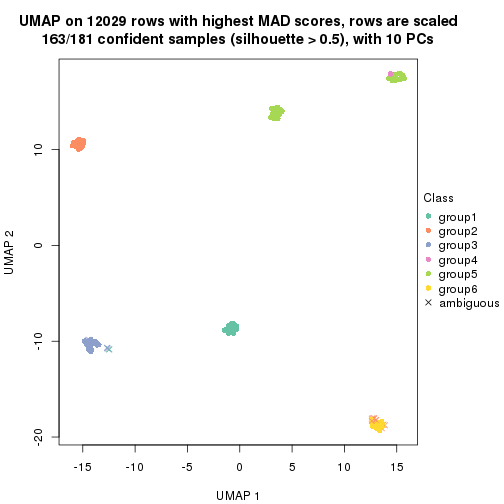 UMAP on 12029 rows with highest MAD scores, rows are scaled
163/181 confident samples (silhouette > 0.5), with 10 PCs
10
0
-10
-20
UMAP 2
-15 -10 -5 0 5 10 15
UMAP 1
Class
group1
group2
group3
group4
group5
group6
ambiguous